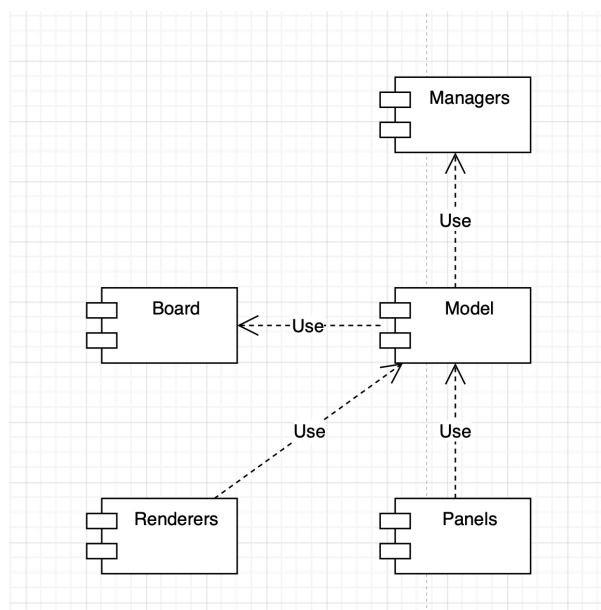 Managers
Use
Board
Use
Model
Use
Use
Renderers
Panels